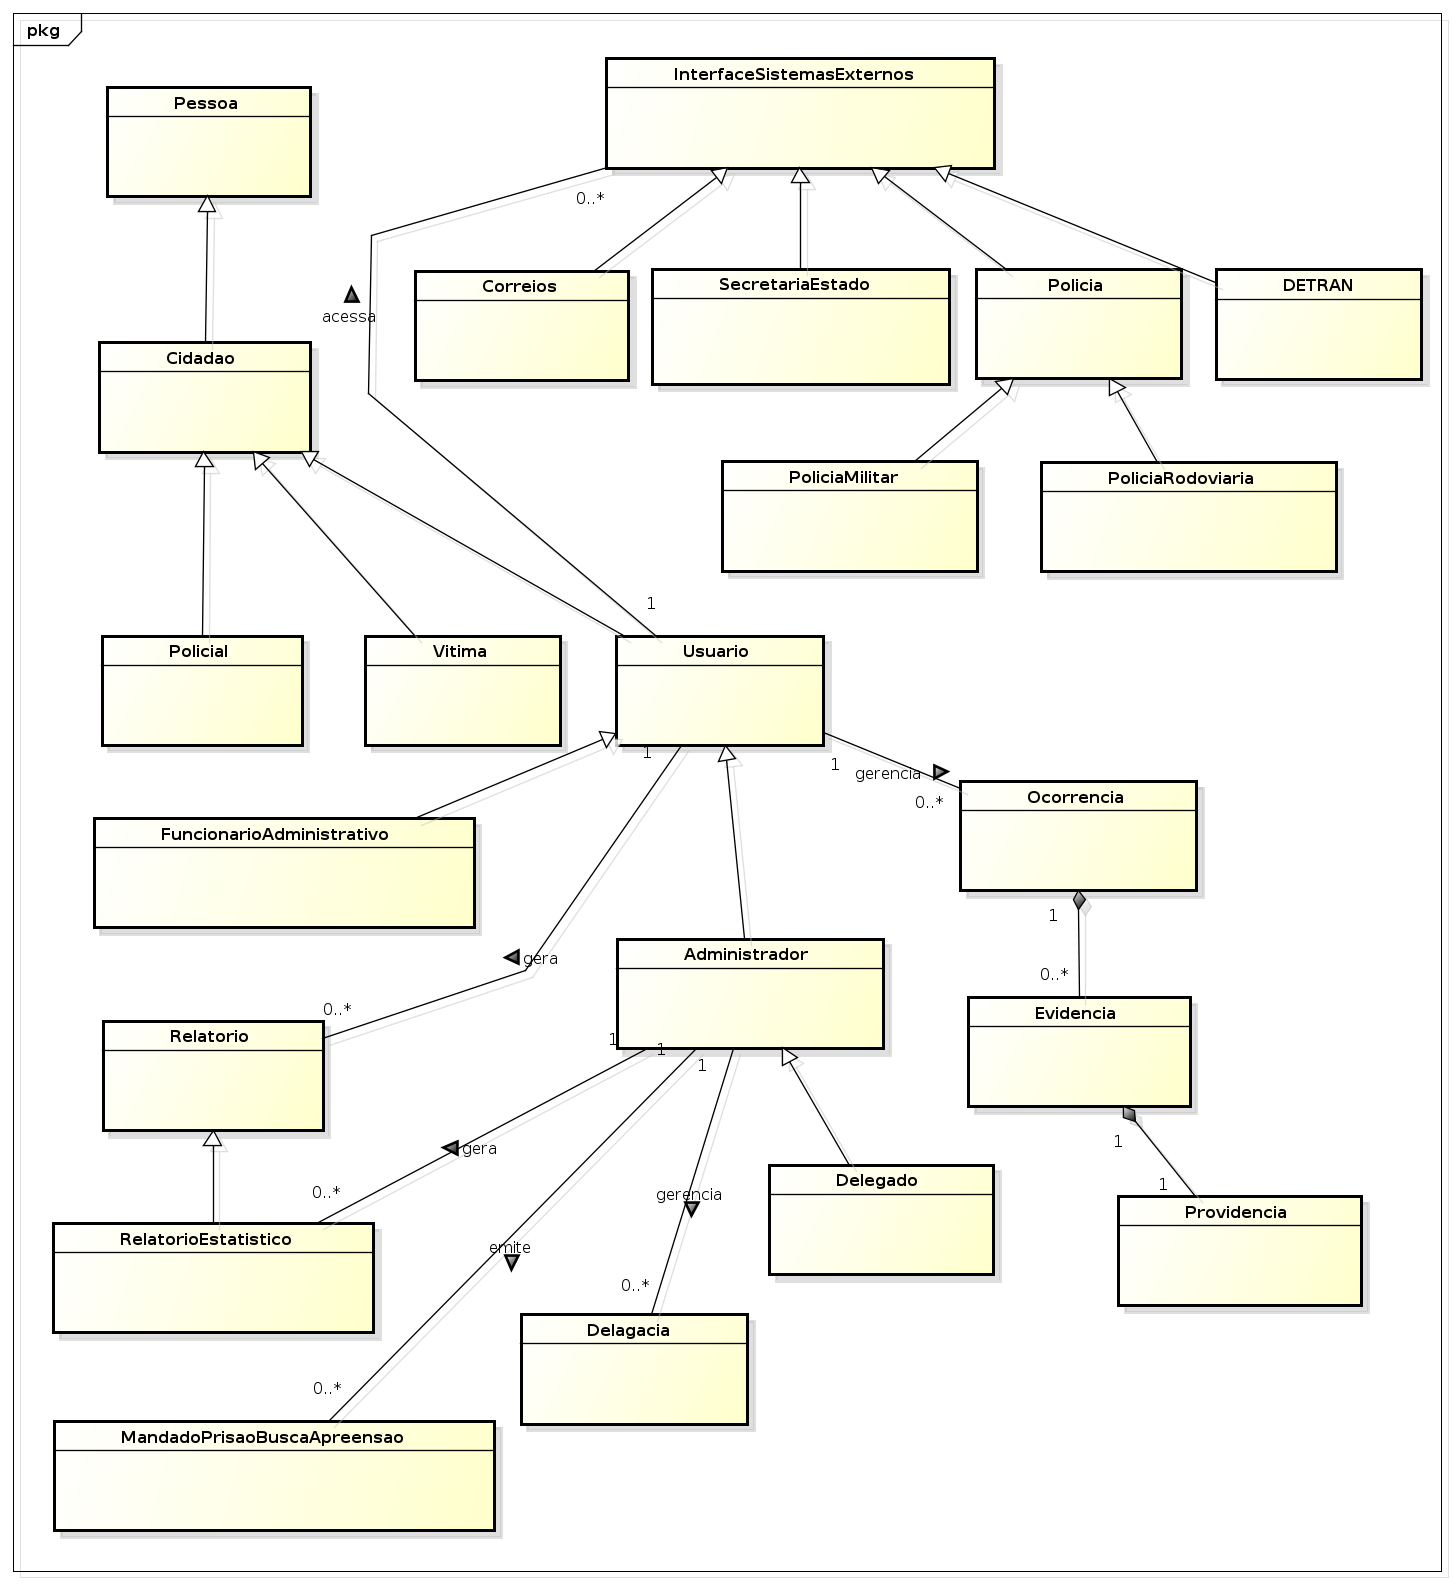 pkg
InterfaceSistemasExternos
Pessoa
0..*
Correios
SecretariaEstado
Policia
DETRAN
acessa
Cidadao
PoliciaMilitar
PoliciaRodoviaria
1
Policial
Vitima
Usuario
1
1
gerencia
0..*
Ocorrencia
FuncionarioAdministrativo
1
gera
Administrador
0..*
0..*
Relatorio
Evidencia
1
1
1
gera
1
0..*
gerencia
Delegado
1
Providencia
RelatorioEstatistico
emite
0..*
Delagacia
0..*
MandadoPrisaoBuscaApreensao